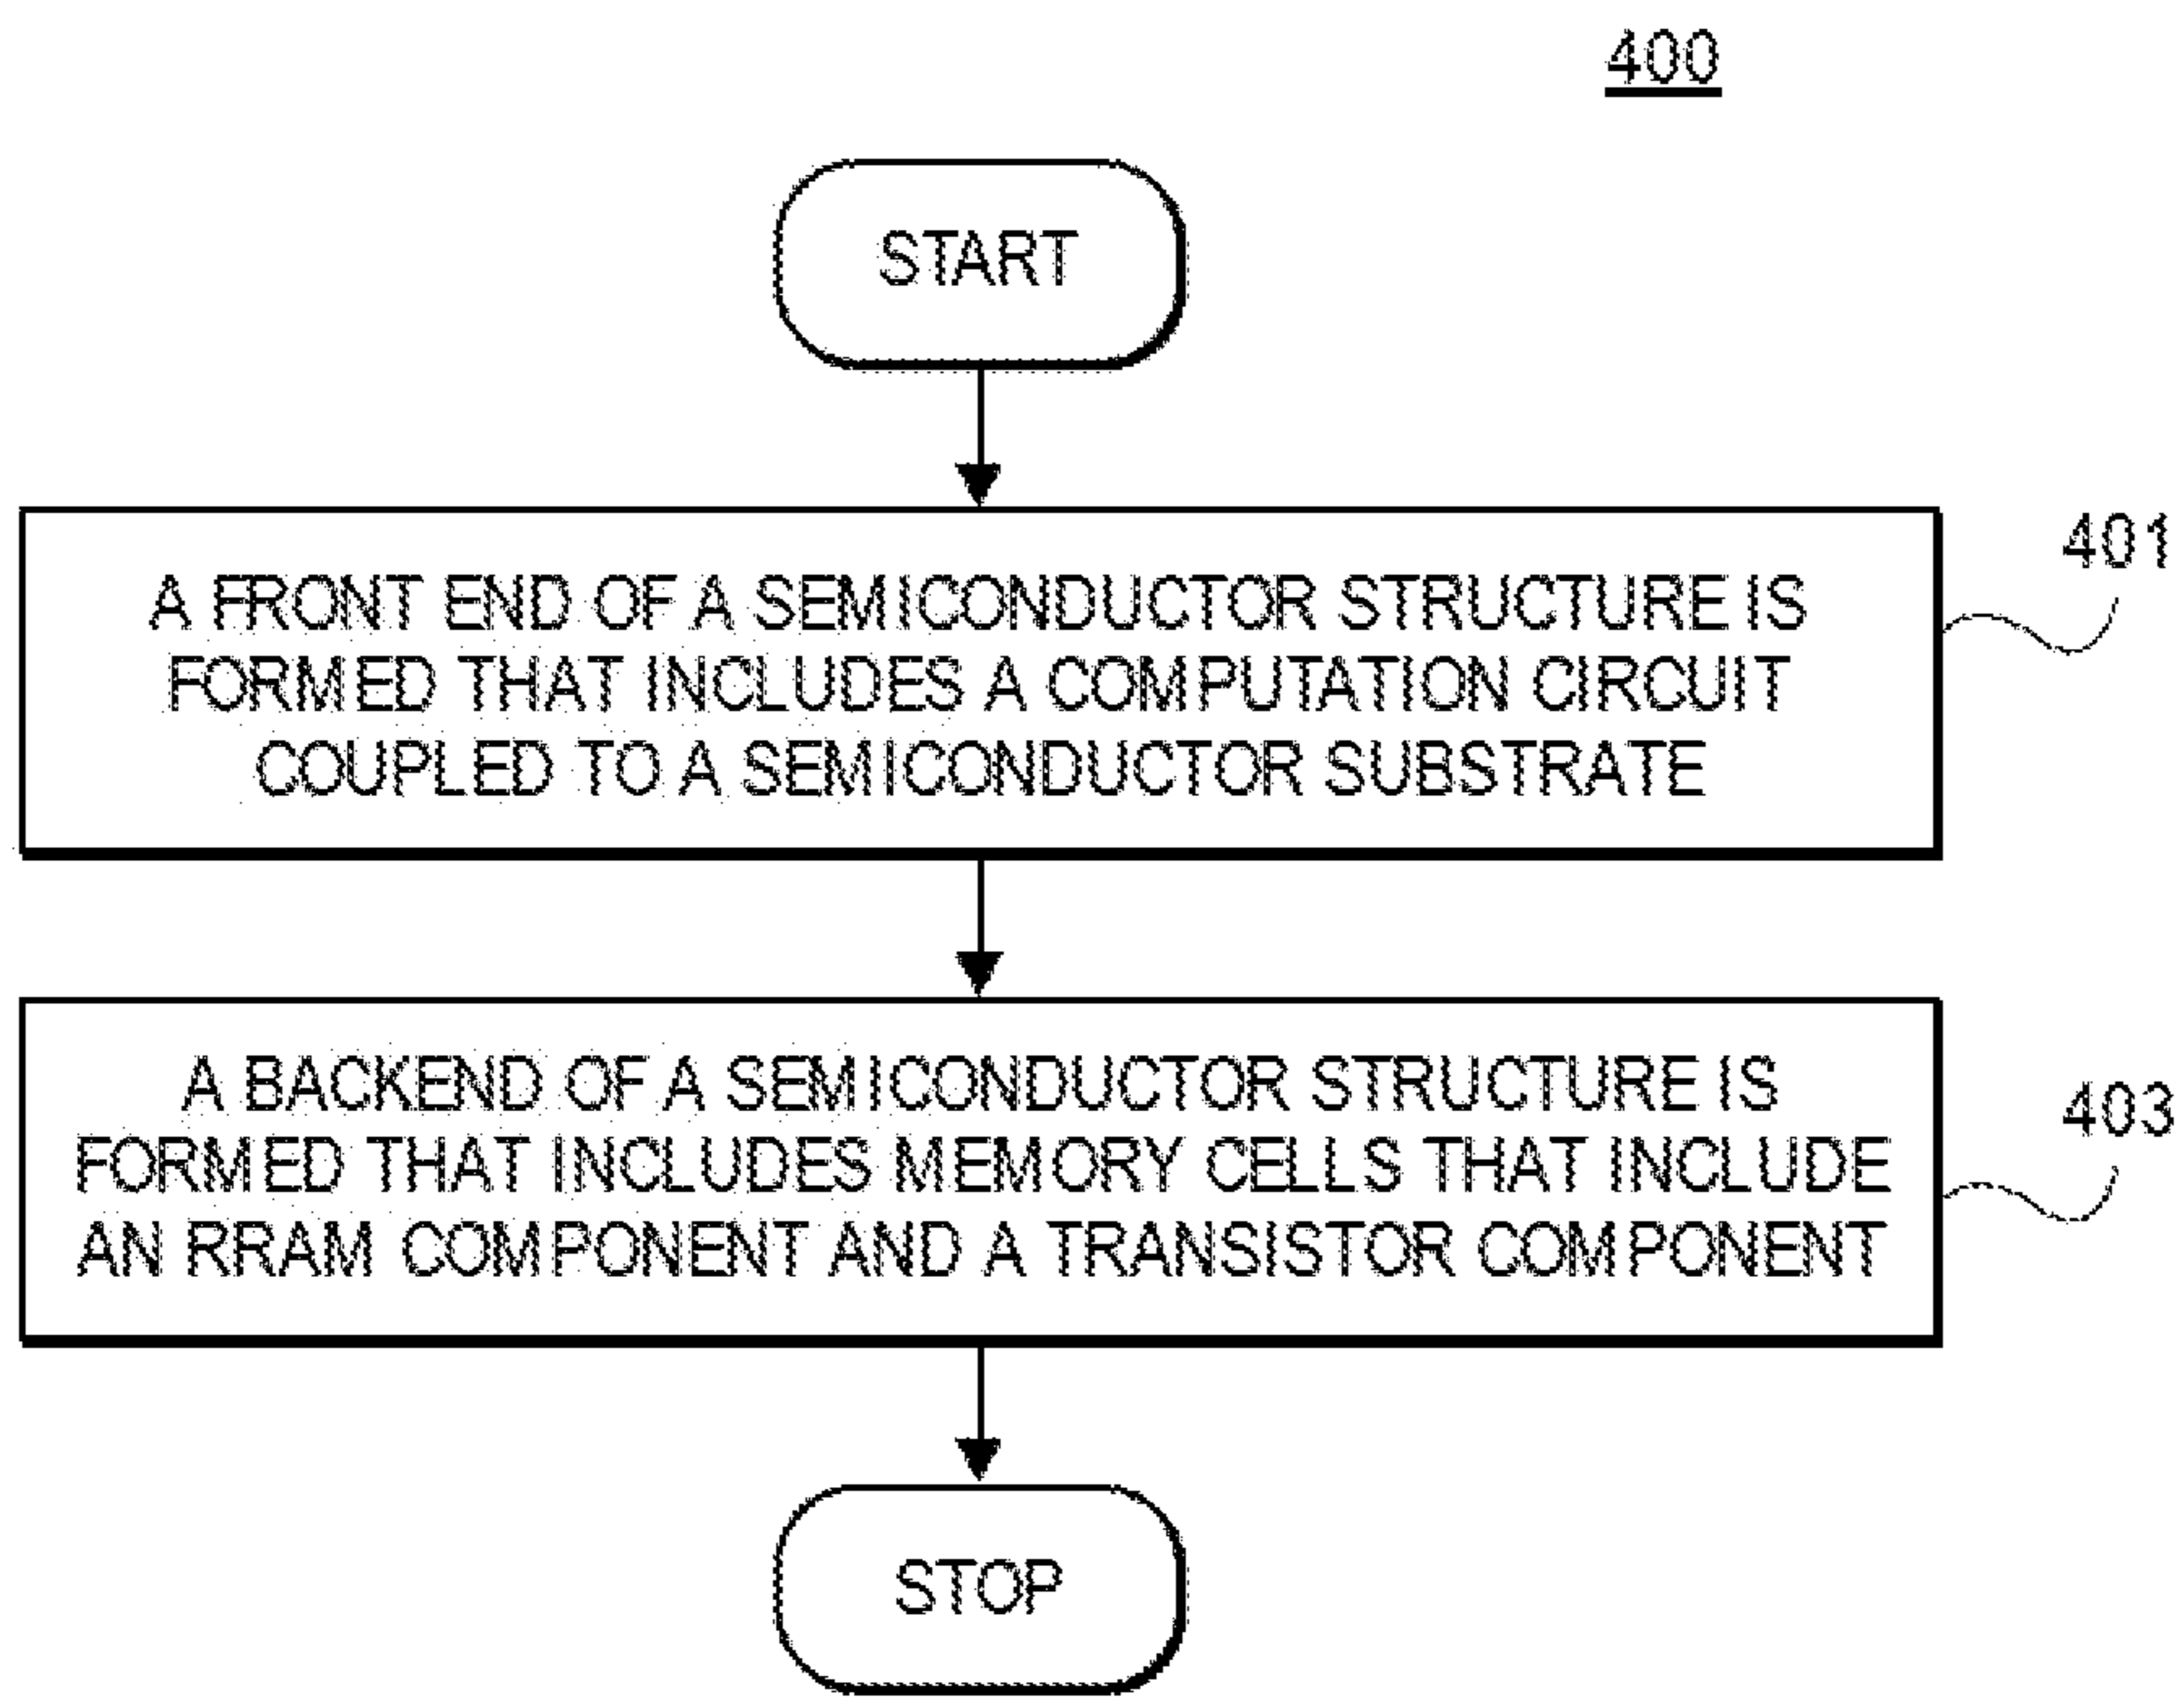 400
START
A FRONT END OF A SEMICONDUCTOR STRUCTURE IS
FORMED THAT INCLUDES A COMPUTATION CIRCUIT
COUPLED TO A SEMICONDUCTOR SUBSTRATE
401
A BACKEND OF A SEMICONDUCTOR STRUCTURE IS
FORMED THAT INCLUDES MEMORY CELLS THAT INCLUDE
AN RRAM COMPONENT AND A TRANSISTOR COMPONENT
403
STOP